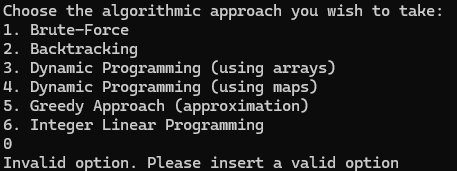 Choose the algorithmic approach you wish to take:
1. Brute-Force
2. Backtracking
3. Dynamic Programming (using arrays)
4. Dynamic Programming (using maps)
5. Greedy Approach (approximation)
6. Integer Linear Programming
0
Invalid option. Please insert a valid option